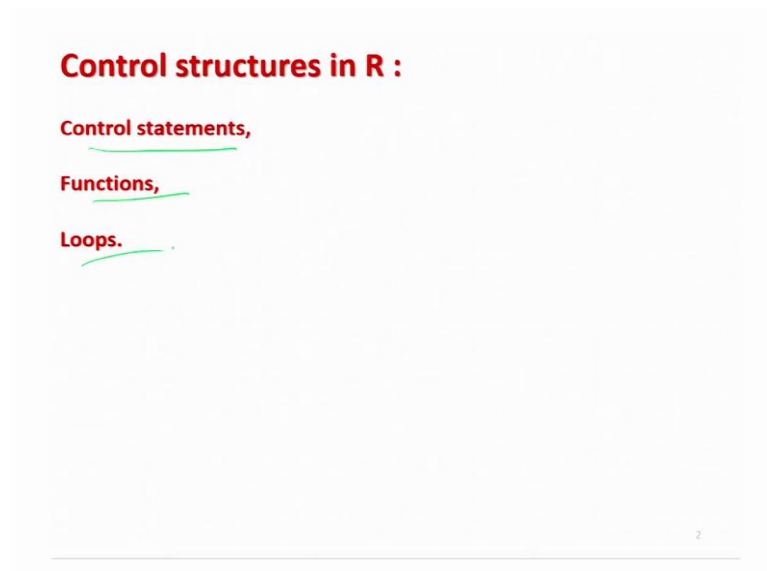 Control structures in R :
Control statements,
Functions,
Loops.
2